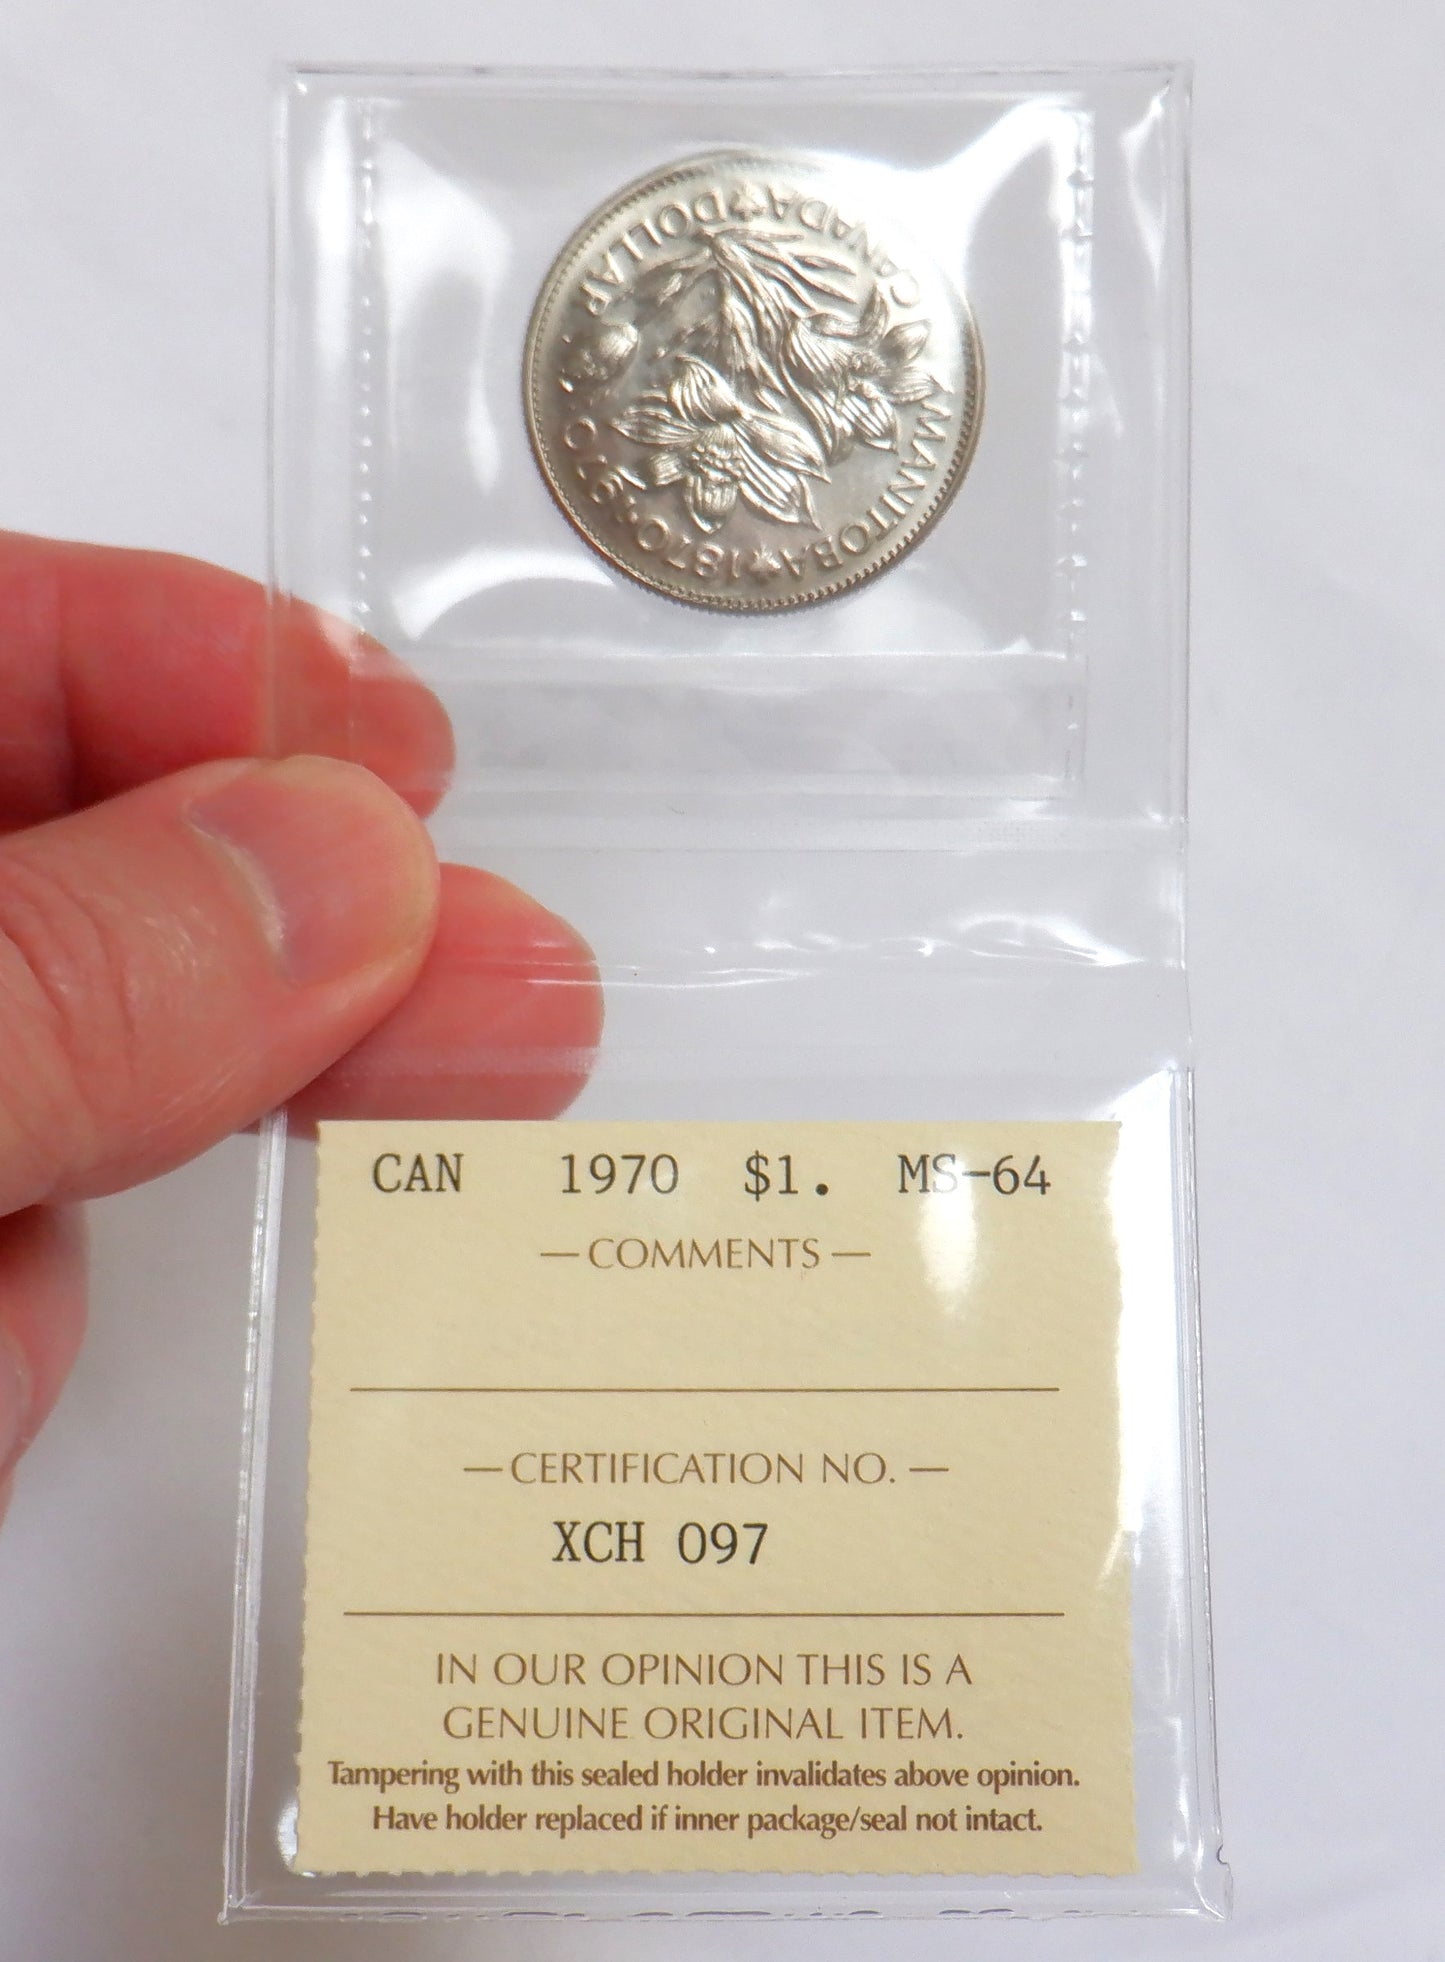 MANITOBA 1870·1970
CANADA DOLLAR
CAN 1970 $1. MS-64
— COMMENTS —
— CERTIFICATION NO. —
XCH 097
IN OUR OPINION THIS IS A
GENUINE ORIGINAL ITEM.
Tampering with this sealed holder invalidates above opinion.
Have holder replaced if inner package/seal not intact.